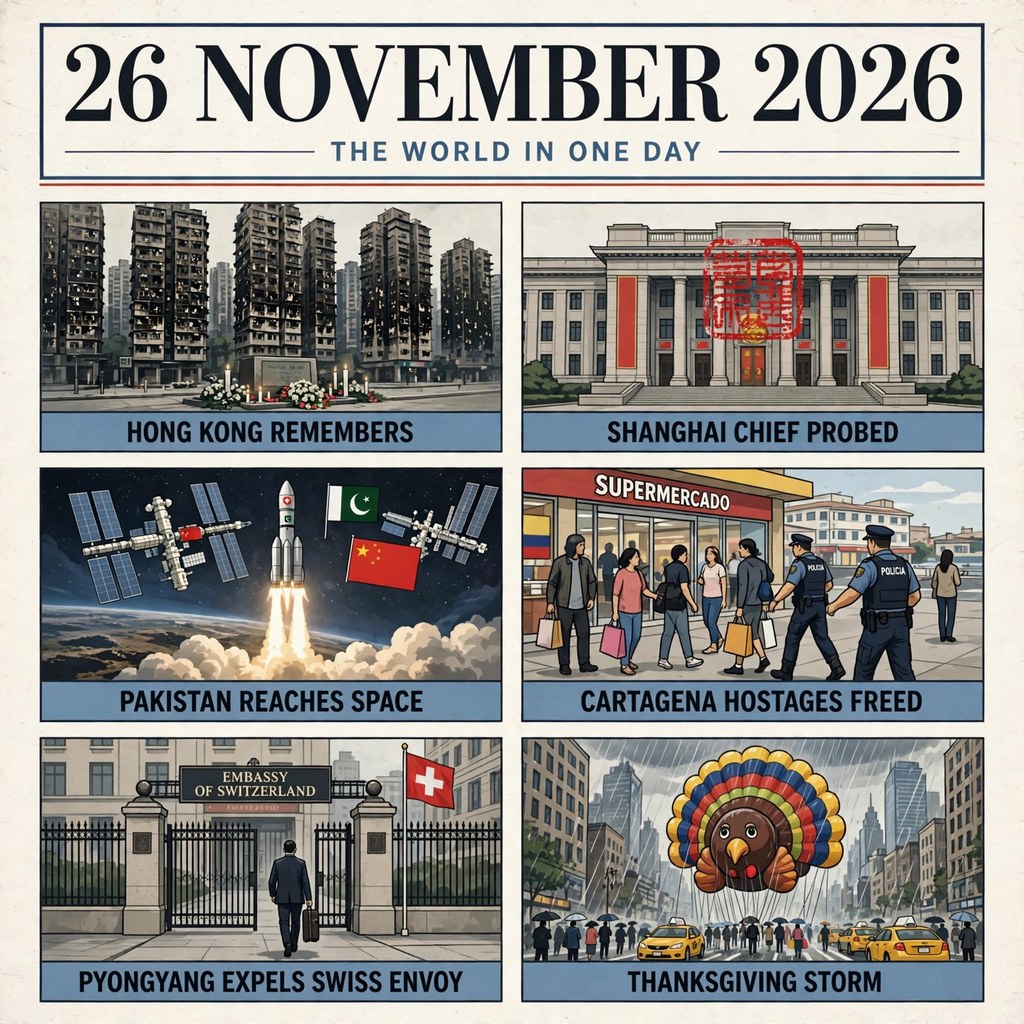 26 NOVEMBER 2026
THE WORLD IN ONE DAY
HONG KONG REMEMBERS
SHANGHAI CHIEF PROBED
PAKISTAN REACHES SPACE
SUPERMERCADO
POLICIA
POLICIA
CARTAGENA HOSTAGES FREED
EMBASSY
OF SWITZERLAND
PYONGYANG EXPELS SWISS ENVOY
THANKSGIVING STORM